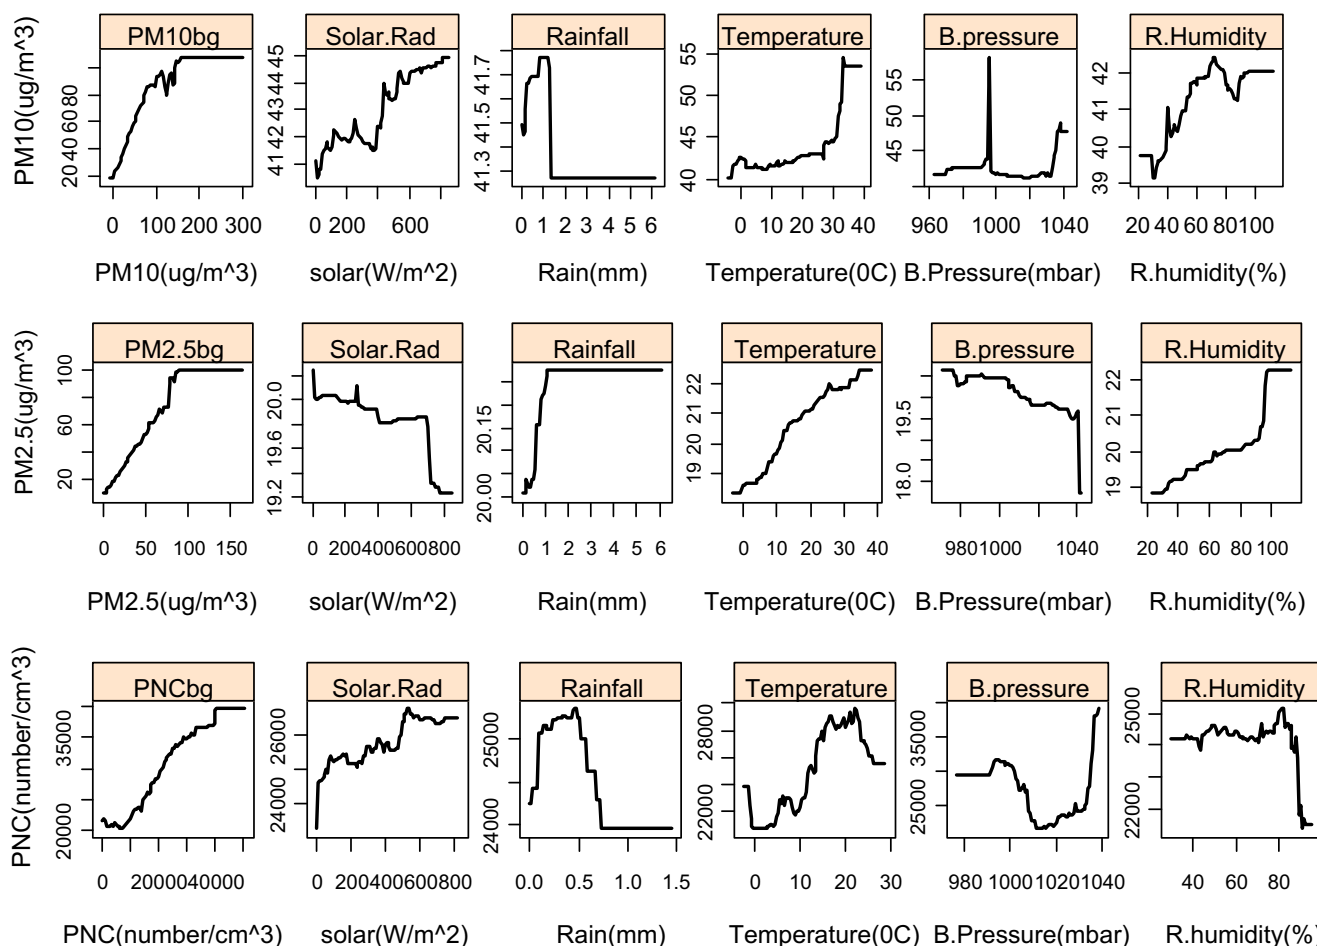 PM10bg Solar.Rad Rainfall Temperature B.pressure R.Humidity
PM10(ug/m^3)
20 40 60 80
41 42 43 44 45
41.3 41.5 41.7
40 45 50 55
45 50 55
39 40 41 42
0 100 200 300
0 200 600
0 1 2 3 4 5 6
0 10 20 30 40
960 1000 1040
20 40 60 80 100
PM10(ug/m^3) solar(W/m^2) Rain(mm) Temperature(0C) B.Pressure(mbar) R.humidity(%)
PM2.5bg Solar.Rad Rainfall Temperature B.pressure R.Humidity
PM2.5(ug/m^3)
20 60 100
19.2 19.6 20.0
20.00 20.15
19 20 21 22
18.0 19.5
19 20 21 22
0 50 100 150
0 200 400 600 800
0 1 2 3 4 5 6
0 10 20 30 40
980 1000 1040
20 40 60 80 100
PM2.5(ug/m^3) solar(W/m^2) Rain(mm) Temperature(0C) B.Pressure(mbar) R.humidity(%)
PNCbg Solar.Rad Rainfall Temperature B.pressure R.Humidity
PNC(number/cm^3)
20000 35000
24000 26000
24000 25000
22000 28000
25000 35000
22000 25000
0 20000 40000
0 200 400 600 800
0.0 0.5 1.0 1.5
0 10 20 30
980 1000 1020 1040
40 60 80
PNC(number/cm^3) solar(W/m^2) Rain(mm) Temperature(0C) B.Pressure(mbar) R.humidity(%)